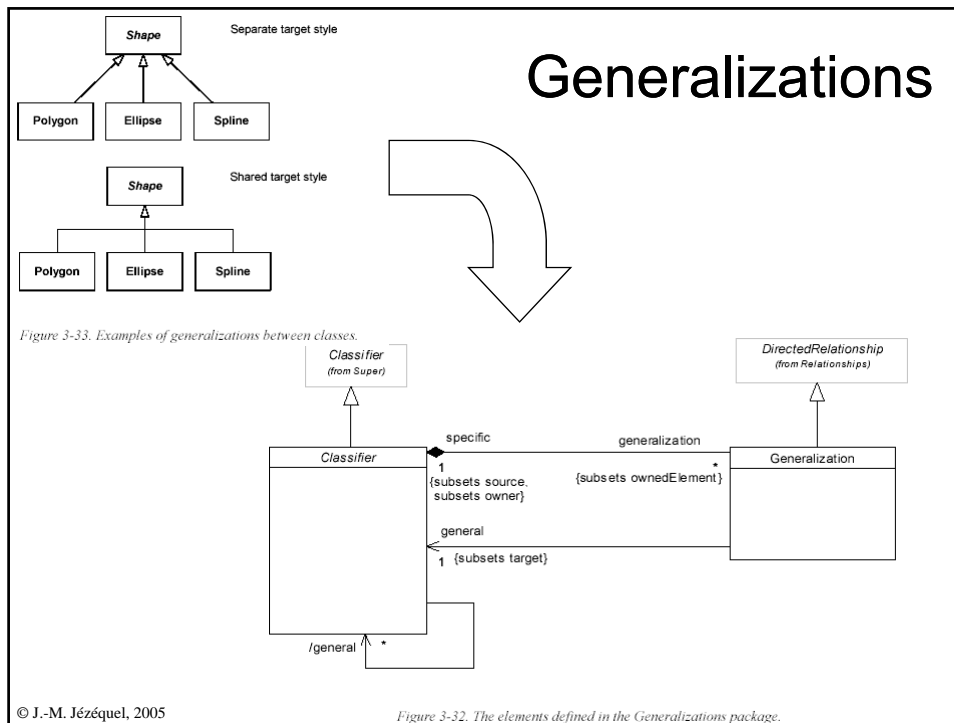 Generalizations
Shape
Separate target style
Polygon
Ellipse
Spline
Shape
Shared target style
Polygon
Ellipse
Spline
Figure 3-33. Examples of generalizations between classes.
Classifier
(from Super)
DirectedRelationship
(from Relationships)
Classifier
specific
generalization
Generalization
1
*
{subsets source,
subsets owner}
{subsets ownedElement}
general
1
{subsets target}
/general
*
© J.-M. Jézéquel, 2005
Figure 3-32. The elements defined in the Generalizations package.